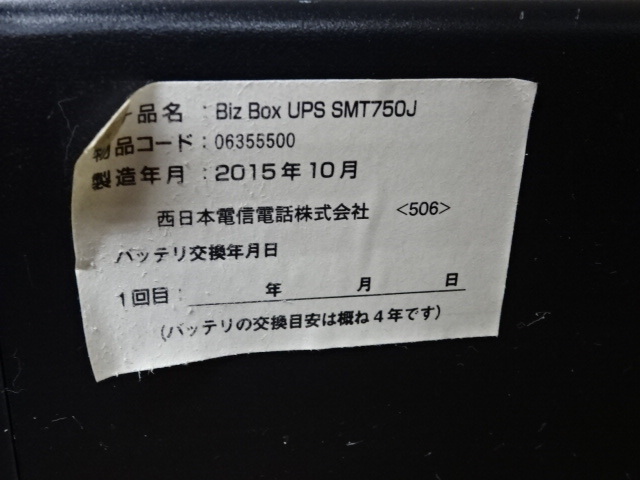 品名 : Biz Box UPS SMT750J
物品コード : 06355500
製造年月 : 2015年10月
西日本電信電話株式会社 <506>
バッテリ交換年月日
1回目 : 年 月 日
(バッテリの交換目安は概ね4年です)